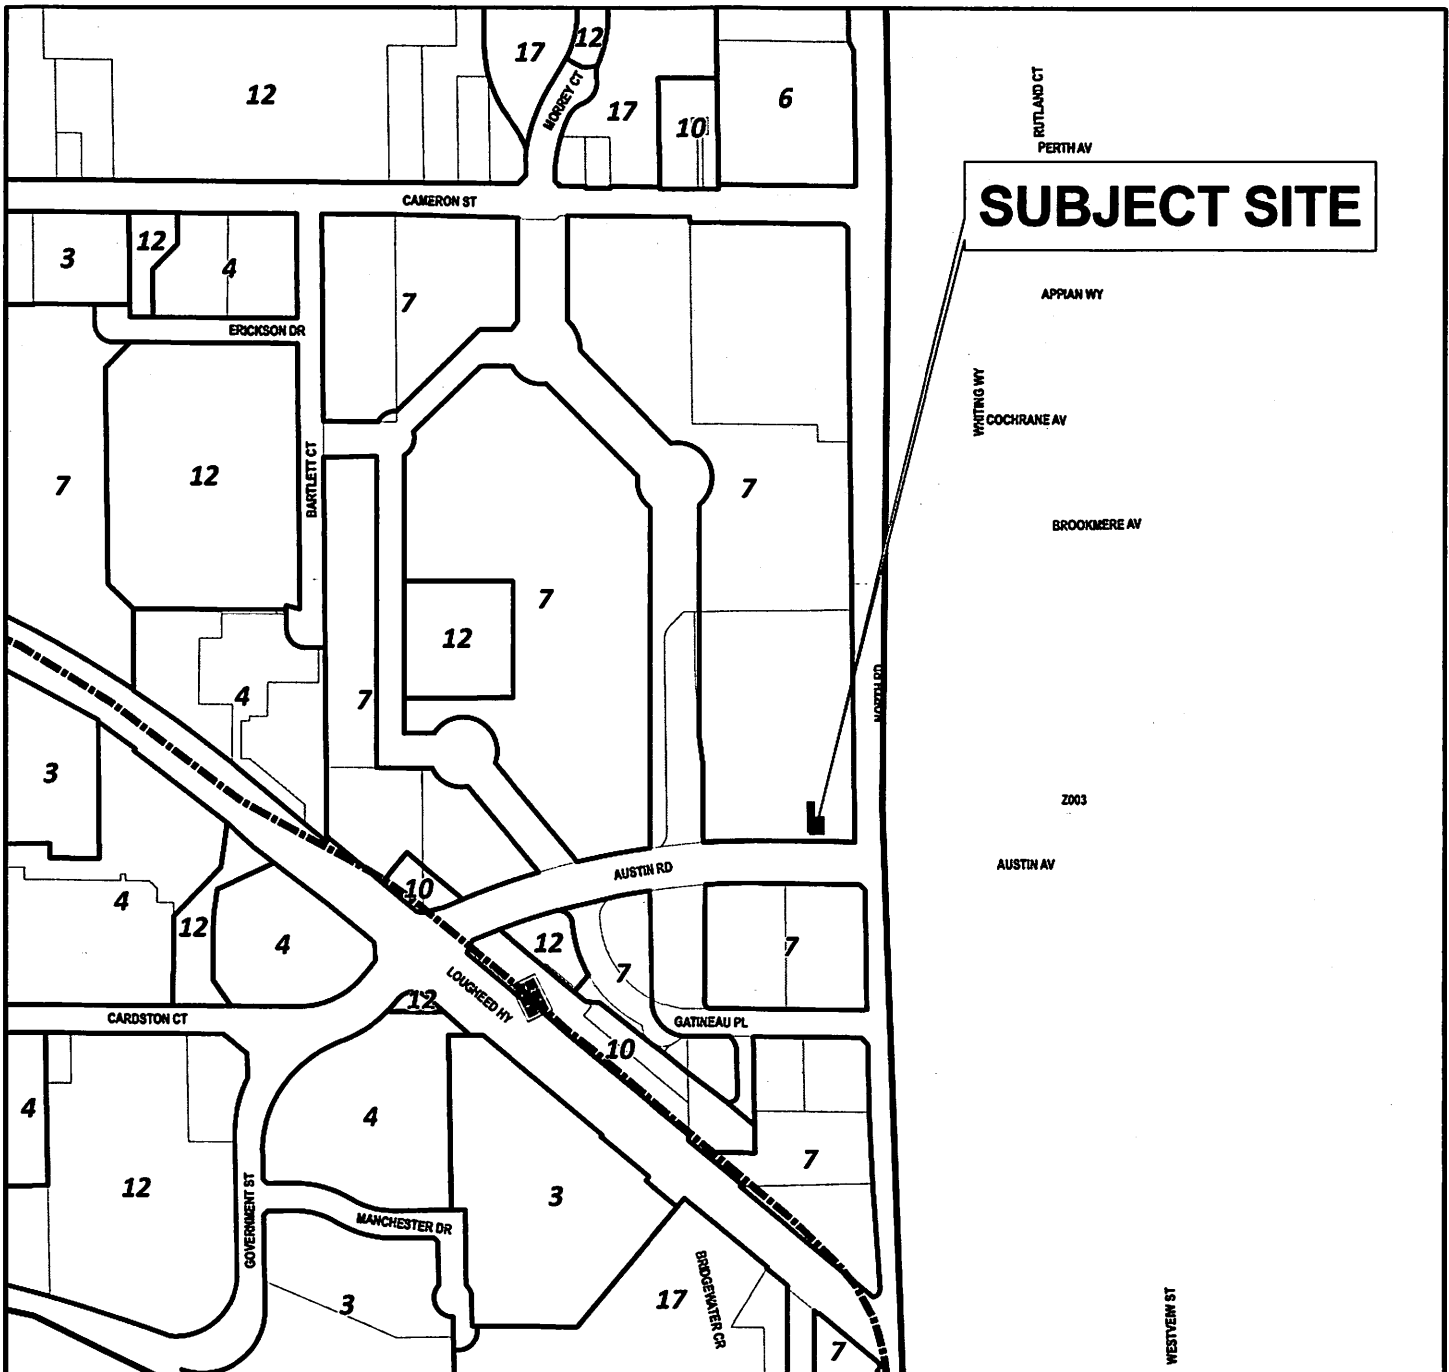 17
12
12
MORREY CT
17
10
6
RUTLAND CT
PERTH AV
CAMERON ST
SUBJECT SITE
3
12
4
7
APPIAN WY
ERICKSON DR
WHITING WY
COCHRANE AV
7
12
BARTLETT CT
7
BROOKMERE AV
7
12
4
7
NORTH RD
3
Z003
AUSTIN RD
AUSTIN AV
10
4
12
4
12
7
7
LOUGHEED HY
12
CARDSTON CT
GATINEAU PL
10
4
4
7
12
3
GOVERNMENT ST
MANCHESTER DR
BRIDGEWATER CR
3
17
7
WESTVEIW ST